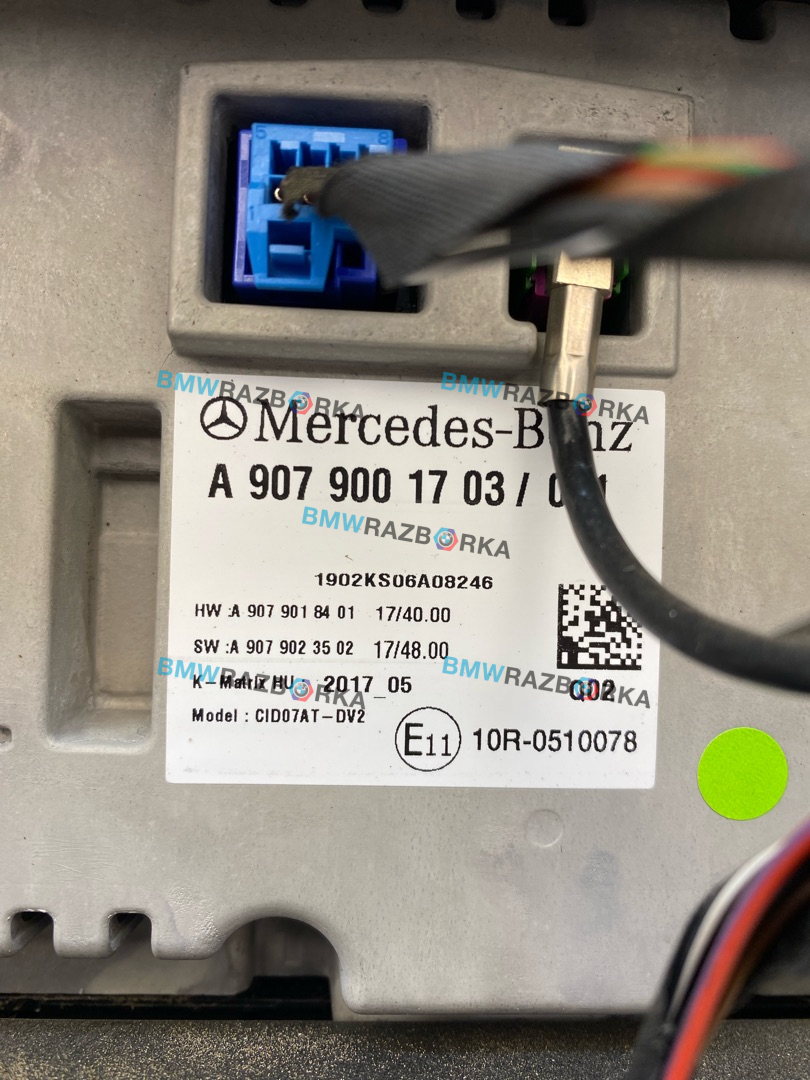 5 8
BMWRAZBORKA
BMWRAZBORKA
Mercedes-Benz
A 907 900 17 03 /
BMWRAZBORKA
1902KS06A08246
HW :A 907 901 84 01 17/40.00
SW :A 907 902 35 02 17/48.00
BMWRAZBORKA
BMWRAZBORKA
K-Matrix HU : 2017_05
Q02
Model : CID07AT-DV2
E11 10R-0510078